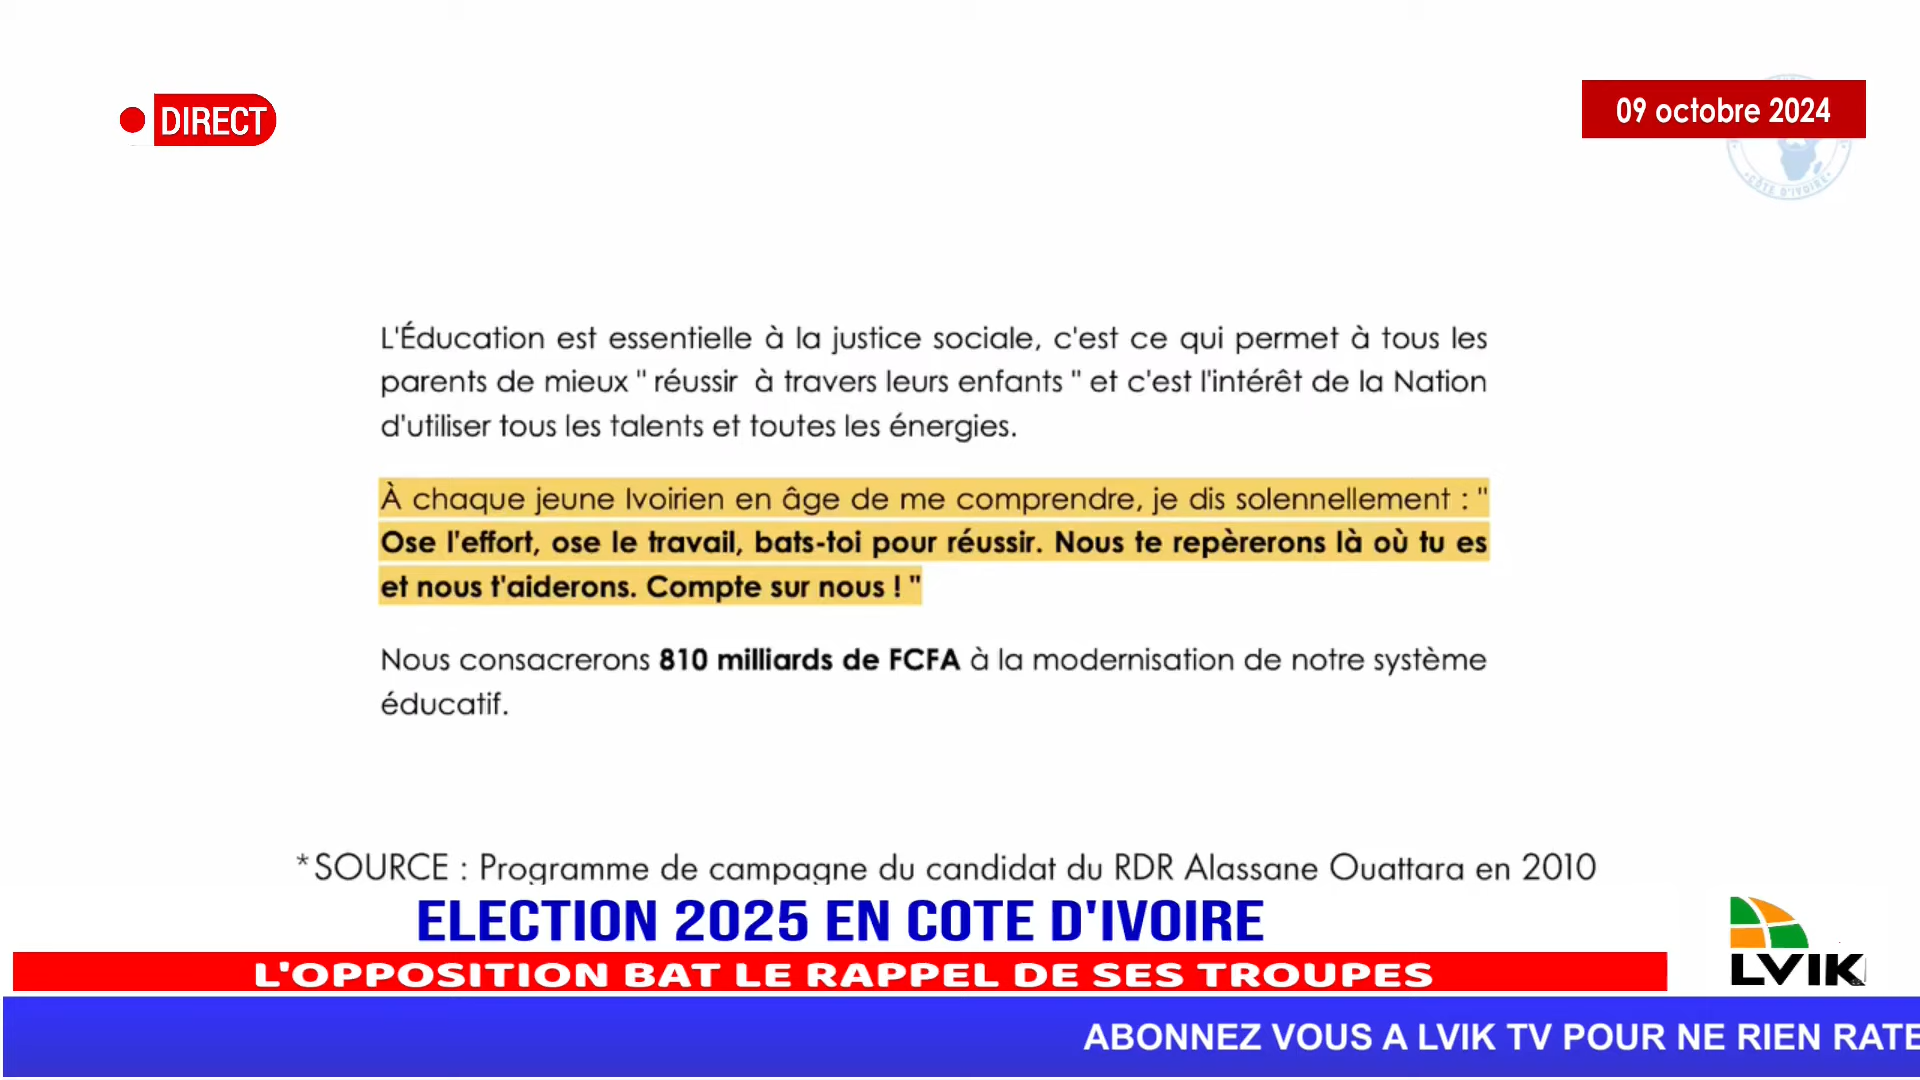 DIRECT
09 octobre 2024
CÔTE D'IVOIRE
L'Éducation est essentielle à la justice sociale, c'est ce qui permet à tous les
parents de mieux " réussir à travers leurs enfants " et c'est l'intérêt de la Nation
d'utiliser tous les talents et toutes les énergies.
À chaque jeune Ivoirien en âge de me comprendre, je dis solennellement : "
Ose l'effort, ose le travail, bats-toi pour réussir. Nous te repèrerons là où tu es
et nous t'aiderons. Compte sur nous ! "
Nous consacrerons 810 milliards de FCFA à la modernisation de notre système
éducatif.
*SOURCE : Programme de campagne du candidat du RDR Alassane Ouattara en 2010
ELECTION 2025 EN COTE D'IVOIRE
L'OPPOSITION BAT LE RAPPEL DE SES TROUPES
LVIK
ABONNEZ VOUS A LVIK TV POUR NE RIEN RATE